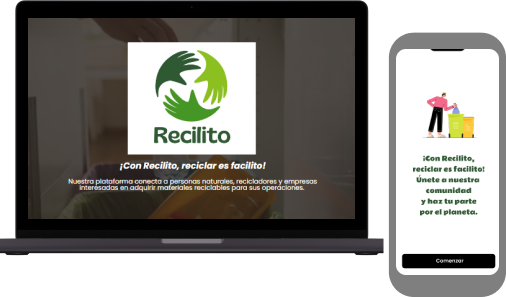 Recilito
¡Con Recilito, reciclar es facilito!
Nuestra plataforma conecta a personas naturales, recicladores y empresas
interesadas en adquirir materiales reciclables para sus operaciones.
¡Con Recilito,
reciclar es facilito!
Únete a nuestra
comunidad
y haz tu parte
por el planeta.
Comenzar